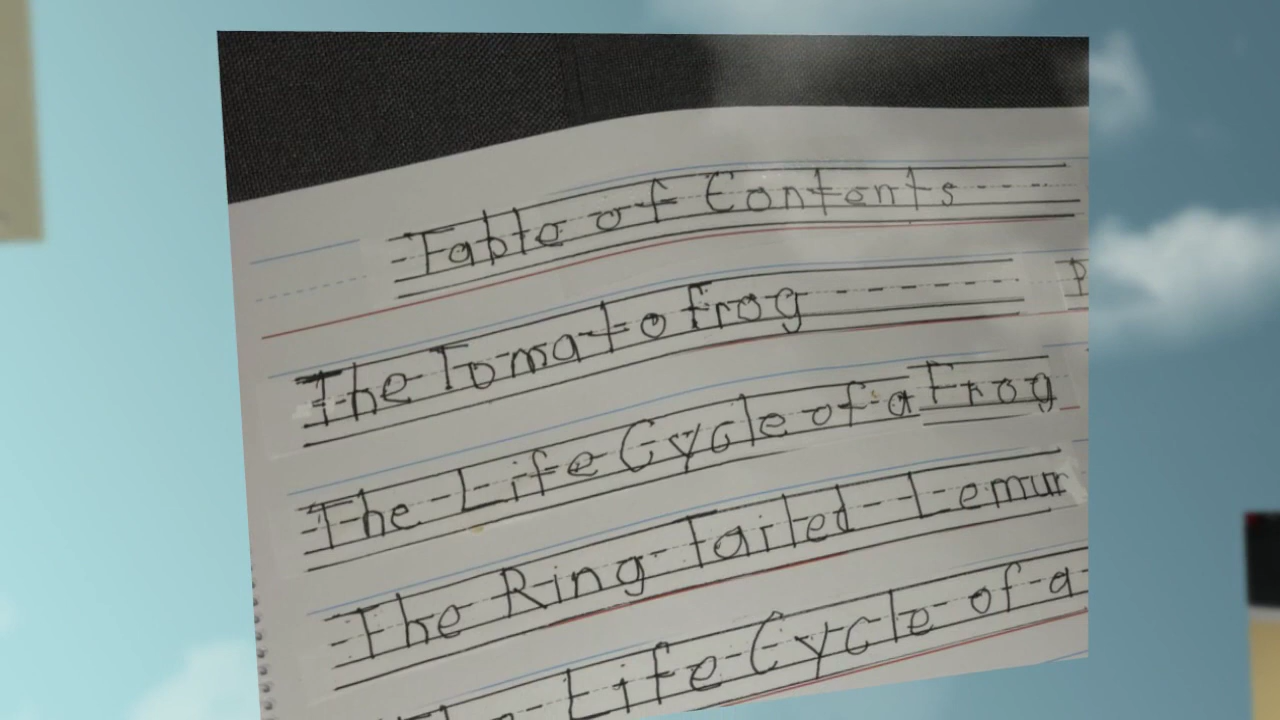 Table of Contents
The Tomato frog
P
The Life Cycle of a Frog
The Ring-Tailed Lemur
Life Cycle of a